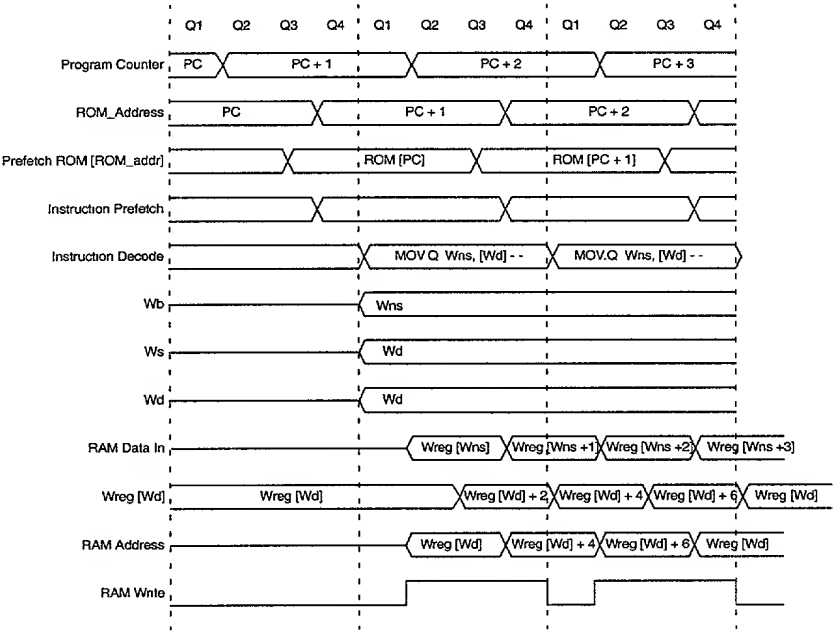 Q1 Q2 Q3 Q4 Q1 Q2 Q3 Q4 Q1 Q2 Q3 Q4
Program Counter PC PC + 1 PC + 2 PC + 3
ROM_Address PC PC + 1 PC + 2
Prefetch ROM [ROM_addr] ROM [PC] ROM [PC + 1]
Instruction Prefetch
Instruction Decode MOV Q Wns, [Wd] - - MOV.Q Wns, [Wd] - -
Wb Wns
Ws Wd
Wd Wd
RAM Data In Wreg [Wns] Wreg [Wns +1] Wreg [Wns +2] Wreg [Wns +3]
Wreg [Wd] Wreg [Wd] Wreg [Wd] + 2 Wreg [Wd] + 4 Wreg [Wd] + 6 Wreg [Wd]
RAM Address Wreg [Wd] Wreg [Wd] + 4 Wreg [Wd] + 6 Wreg [Wd]
RAM Write